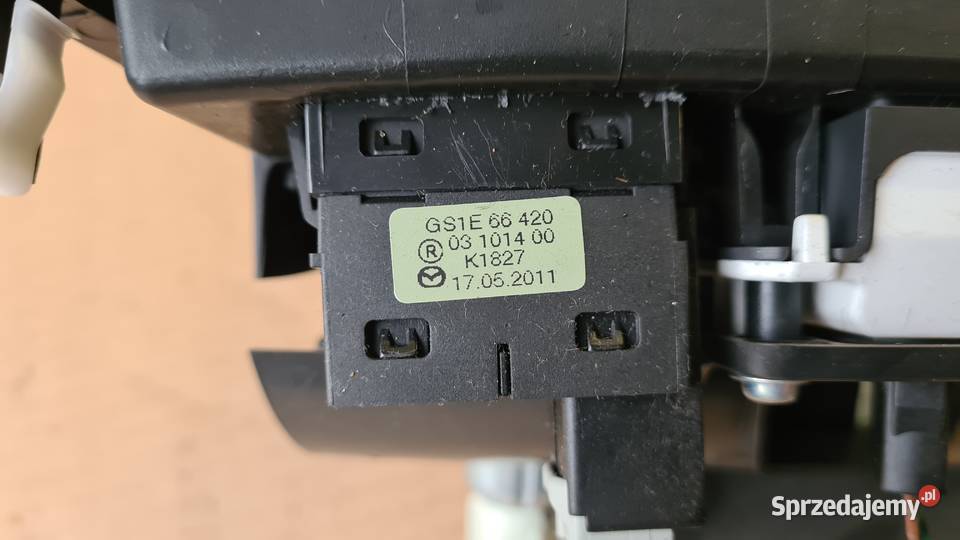 GS1E 66 420
® 03 1014 00
K1827
17.05.2011
Sprzedajemy.pl